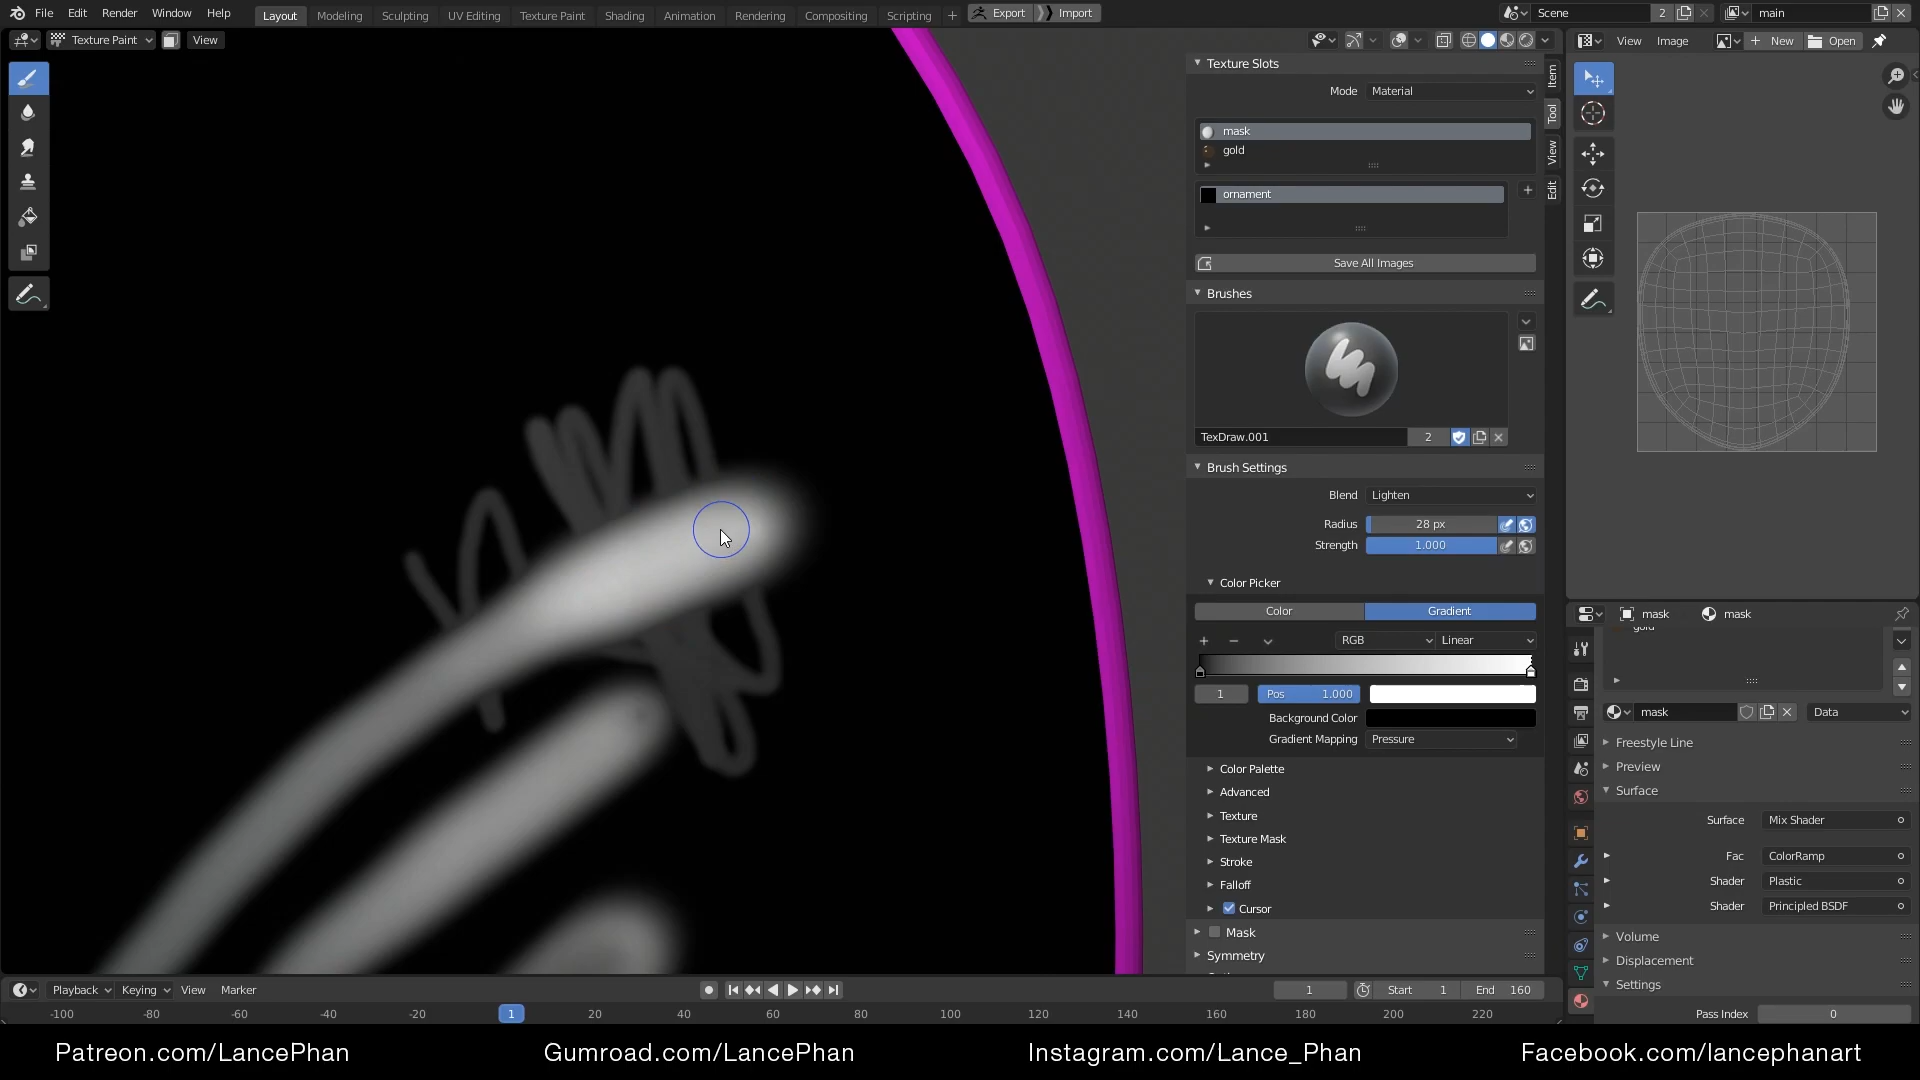 File Edit Render Window Help Layout Modeling Sculpting UV Editing Texture Paint Shading Animation Rendering Compositing Scripting + Export Import Scene 2 main
Texture Paint View
View Image New Open
Texture Slots
Item
Mode Material
Tool
mask
gold
View
ornament
Edit
Save All Images
Brushes
TexDraw.001 2
Brush Settings
Blend Lighten
Radius 28 px
Strength 1.000
Color Picker
Color Gradient
RGB Linear
1 Pos 1.000
Background Color
Gradient Mapping Pressure
Color Palette
Advanced
Texture
Texture Mask
Stroke
Falloff
Cursor
Mask
Symmetry
mask mask
gold
mask Data
Freestyle Line
Preview
Surface
Surface Mix Shader
Fac ColorRamp
Shader Plastic
Shader Principled BSDF
Volume
Displacement
Settings
Pass Index 0
Playback Keying View Marker 1 Start 1 End 160
-100 -80 -60 -40 -20 1 20 40 60 80 100 120 140 160 180 200 220
Patreon.com/LancePhan Gumroad.com/LancePhan Instagram.com/Lance_Phan Facebook.com/lancephanart